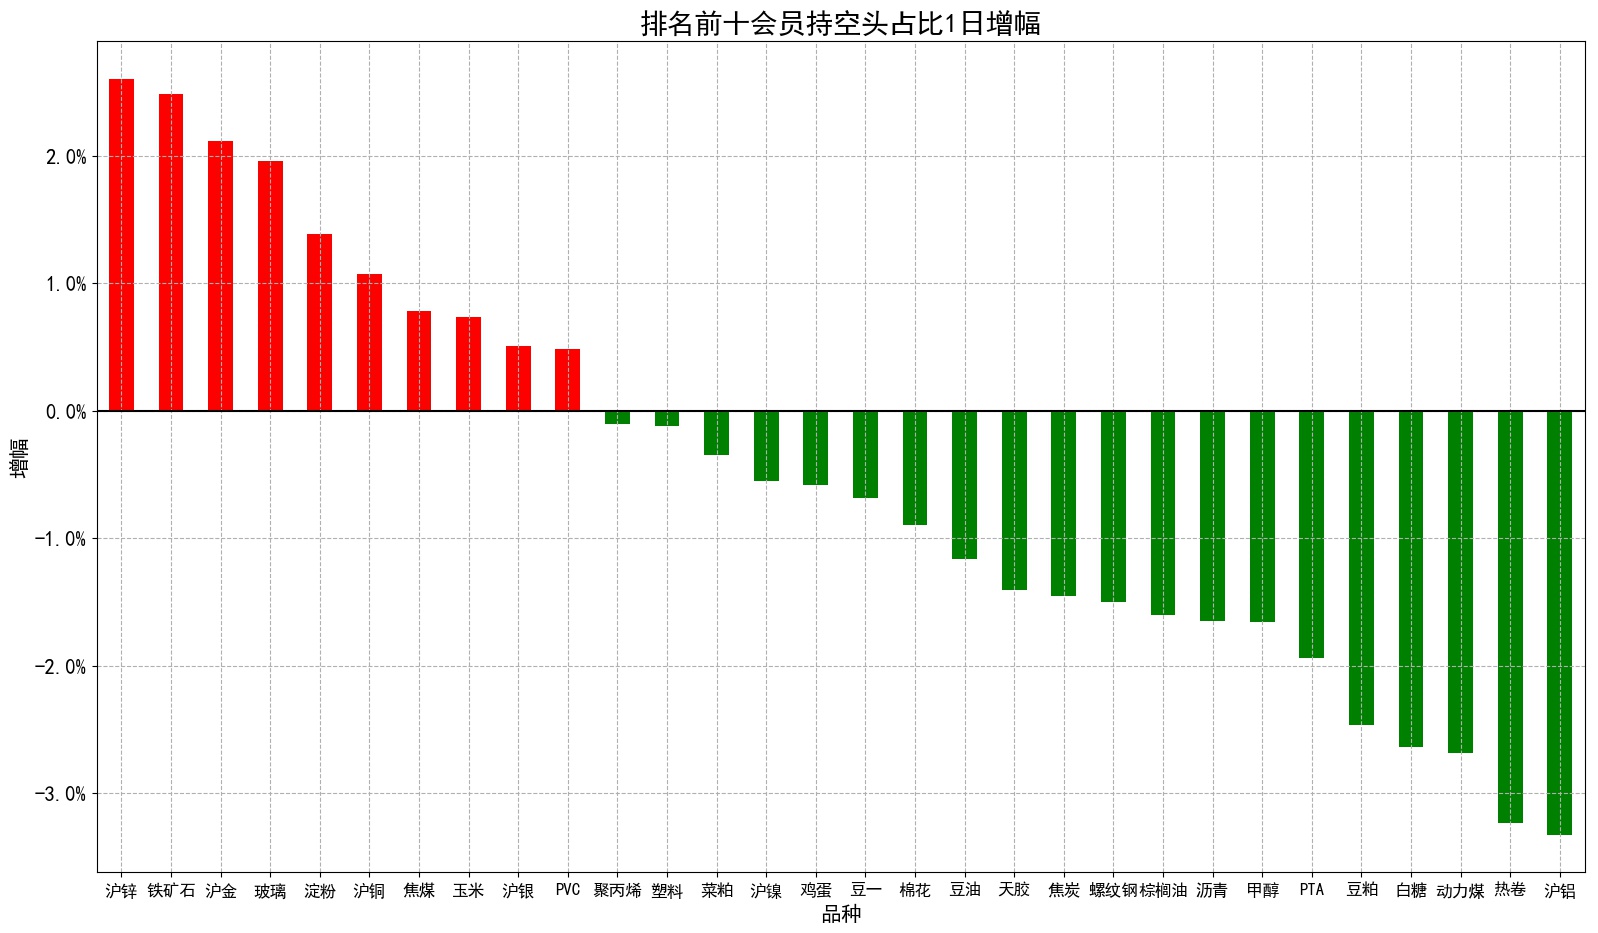 排名前十会员持空头占比1日增幅
增幅
2.0%
1.0%
0.0%
-1.0%
-2.0%
-3.0%
沪锌 铁矿石 沪金 玻璃 淀粉 沪铜 焦煤 玉米 沪银 PVC 聚丙烯 塑料 菜粕 沪镍 鸡蛋 豆一 棉花 豆油 天胶 焦炭 螺纹钢 棕榈油 沥青 甲醇 PTA 豆粕 白糖 动力煤 热卷 沪铝
品种